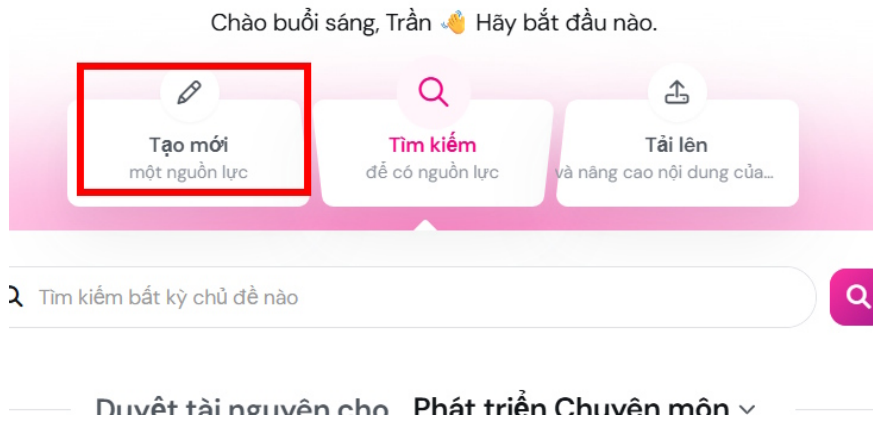 Chào buổi sáng, Trần 👋 Hãy bắt đầu nào.
Tạo mới
một nguồn lực
Tìm kiếm
để có nguồn lực
Tải lên
và nâng cao nội dung của...
Tìm kiếm bất kỳ chủ đề nào
Duyệt tài nguyên cho Phát triển Chuyên môn